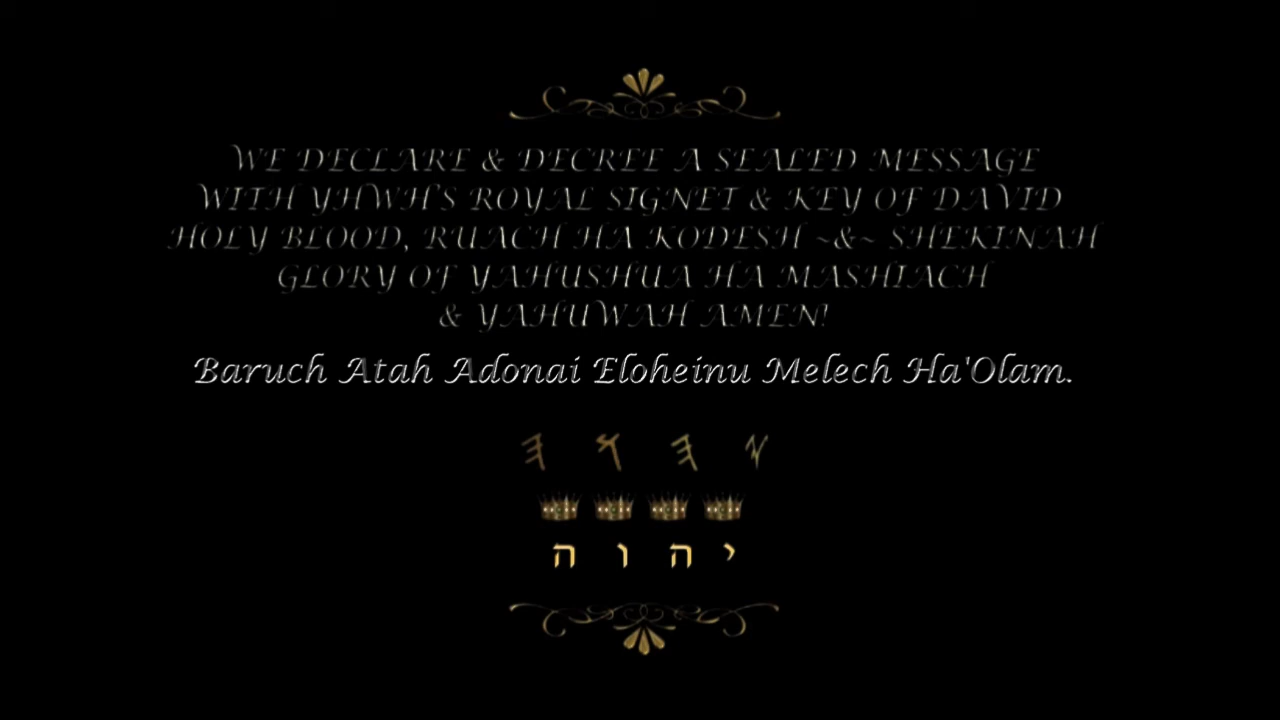 WE DECLARE & DECREE A SEALED MESSAGE
WITH YHWH'S ROYAL SIGNET & KEY OF DAVID
HOLY BLOOD, RUACH HA KODESH ~&~ SHEKINAH
GLORY OF YAHUSHUA HA MASHIACH
& YAHUWAH AMEN!
Baruch Atah Adonai Eloheinu Melech Ha'Olam.
𐤉 𐤄 𐤅 𐤄
י ה ו ה